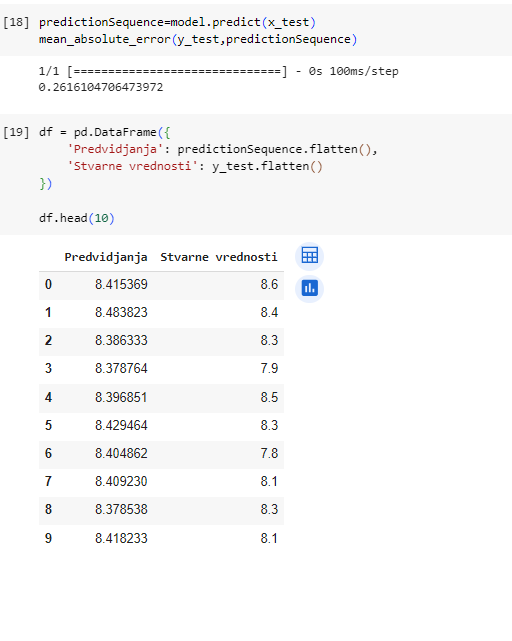 [18] predictionSequence=model.predict(x_test)
mean_absolute_error(y_test,predictionSequence)
1/1 [==============================] - 0s 100ms/step
0.2616104706473972
[19] df = pd.DataFrame({
'Predvidjanja': predictionSequence.flatten(),
'Stvarne vrednosti': y_test.flatten()
})
df.head(10)
Predvidjanja Stvarne vrednosti
0 8.415369 8.6
1 8.483823 8.4
2 8.386333 8.3
3 8.378764 7.9
4 8.396851 8.5
5 8.429464 8.3
6 8.404862 7.8
7 8.409230 8.1
8 8.378538 8.3
9 8.418233 8.1